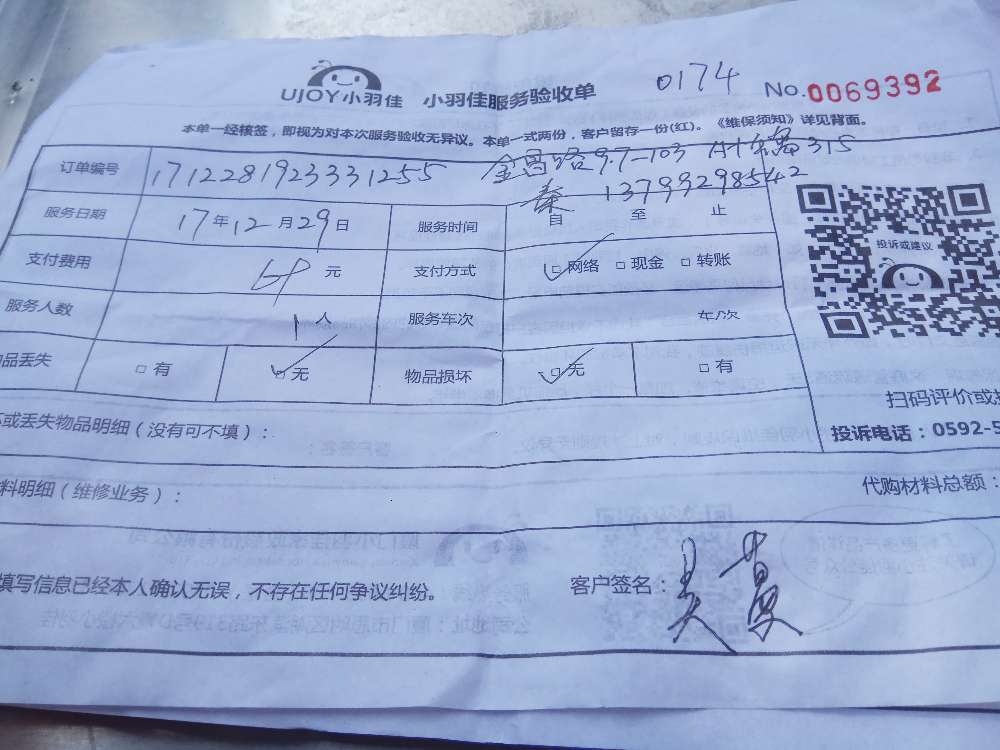 UJOY小羽佳 小羽佳服务验收单 0174 No.0069392
本单一经核签，即视为对本次服务验收无异议。本单一式两份，客户留存一份(红)。《维保须知》详见背面。
订单编号 1712281923331255 金昌路97-103 315
13799298542
服务日期 17年12月29日 服务时间 自 至 止
支付费用 元 支付方式 □网络 □现金 □转账
投诉或建议
服务人数 1人 服务车次 车次
品丢失 □有 □无 物品损坏 □无 □有
扫码评价或
坏或丢失物品明细（没有可不填）： 投诉电话：0592-5
料明细（维修业务）： 代购材料总额：
填写信息已经本人确认无误，不存在任何争议纠纷。 客户签名：